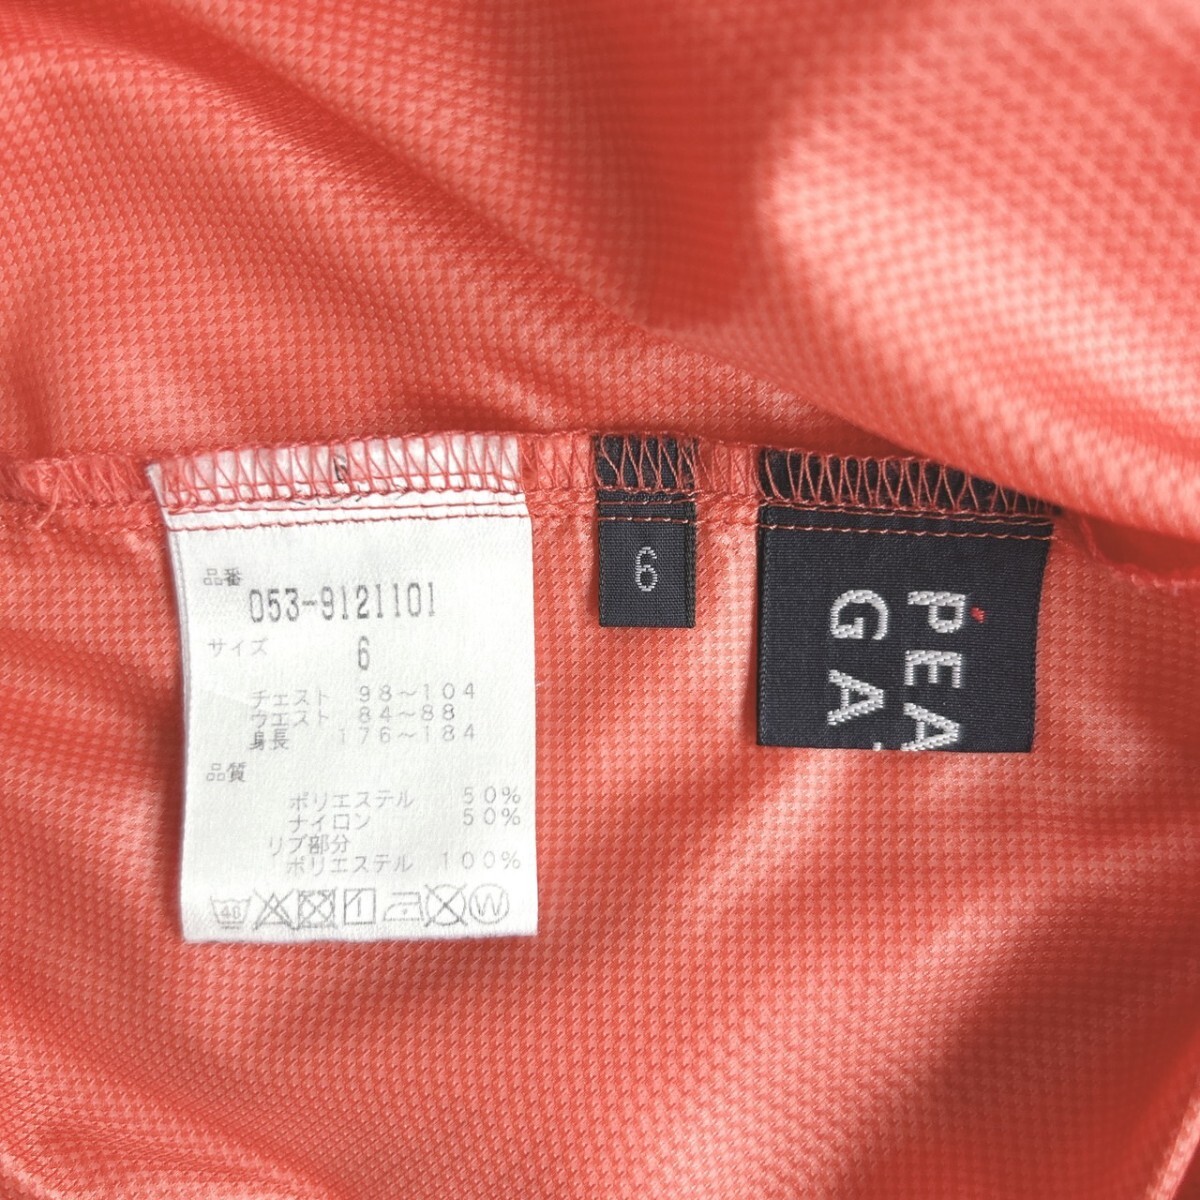 品番
053-9121101
サイズ
6
チェスト 98～104
ウエスト 84～88
身長 176～184
品質
ポリエステル 50%
ナイロン 50%
リブ部分
ポリエステル 100%
40
W
6
PEA
GA